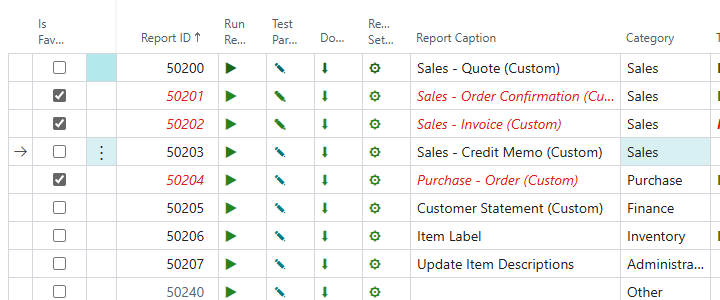 Is Fav... Report ID ↑ Run Re... Test Par... Do... Re... Set... Report Caption Category
50200 Sales - Quote (Custom) Sales
50201 Sales - Order Confirmation (Cu... Sales
50202 Sales - Invoice (Custom) Sales
50203 Sales - Credit Memo (Custom) Sales
50204 Purchase - Order (Custom) Purchase
50205 Customer Statement (Custom) Finance
50206 Item Label Inventory
50207 Update Item Descriptions Administra...
50240 Other